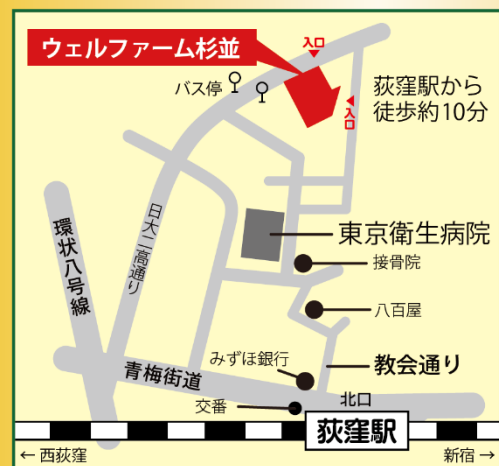 ウェルファーム杉並
入口
バス停
入口
荻窪駅から
徒歩約10分
日大二高通り
環状八号線
東京衛生病院
接骨院
八百屋
みずほ銀行
教会通り
青梅街道
交番
北口
荻窪駅
← 西荻窪
新宿 →